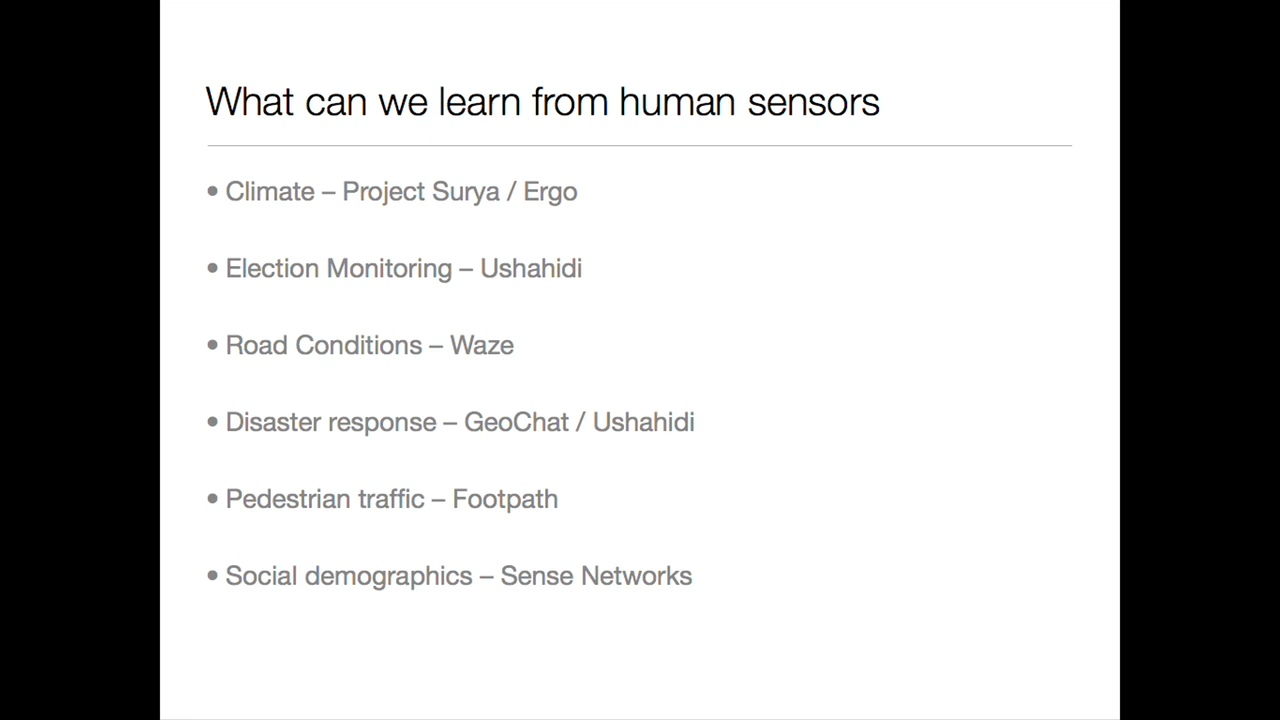 What can we learn from human sensors
• Climate – Project Surya / Ergo
• Election Monitoring – Ushahidi
• Road Conditions – Waze
• Disaster response – GeoChat / Ushahidi
• Pedestrian traffic – Footpath
• Social demographics – Sense Networks